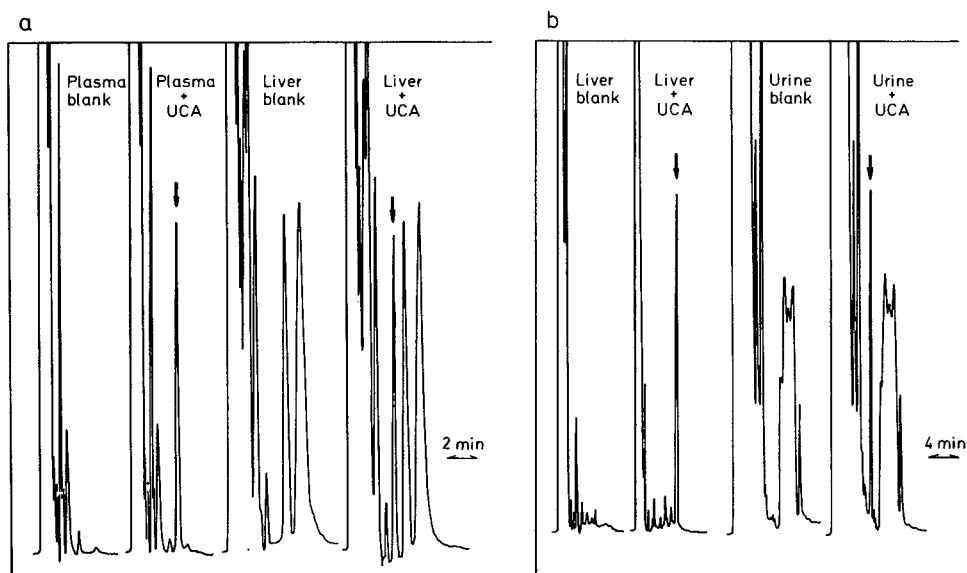 a
Plasma
blank
Plasma
+
UCA
Liver
blank
Liver
+
UCA
2 min
b
Liver
blank
Liver
+
UCA
Urine
blank
Urine
+
UCA
4 min